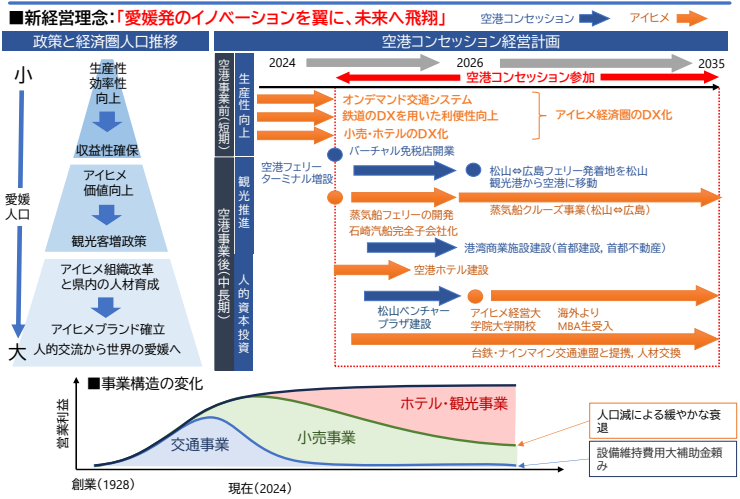 ■新経営理念:「愛媛発のイノベーションを翼に、未来へ飛翔」
空港コンセッション
アイヒメ
政策と経済圏人口推移
空港コンセッション経営計画
小
愛媛
人口
大
生産性
効率性
向上
収益性確保
アイヒメ
価値向上
観光客増政策
アイヒメ組織改革
と県内の人材育成
アイヒメブランド確立
人的交流から世界の愛媛へ
空港事業前(短期)
空港事業後(中長期)
生産性向上
観光推進
人的資本投資
2024
2026
2035
空港コンセッション参加
オンデマンド交通システム
鉄道のDXを用いた利便性向上
小売・ホテルのDX化
アイヒメ経済圏のDX化
バーチャル免税店開業
空港フェリー
ターミナル増設
松山⇔広島フェリー発着地を松山
観光港から空港に移動
蒸気船フェリーの開発
石崎汽船完全子会社化
蒸気船クルーズ事業(松山⇔広島)
港湾商業施設建設(首都建設, 首都不動産)
空港ホテル建設
松山ベンチャー
プラザ建設
アイヒメ経営大
学院大学開校
海外より
MBA生受入
台鉄・ナインマイン交通連盟と提携, 人材交換
■事業構造の変化
営業利益
交通事業
小売事業
ホテル・観光事業
人口減による緩やかな衰
退
設備維持費用大補助金頼
み
創業(1928)
現在(2024)